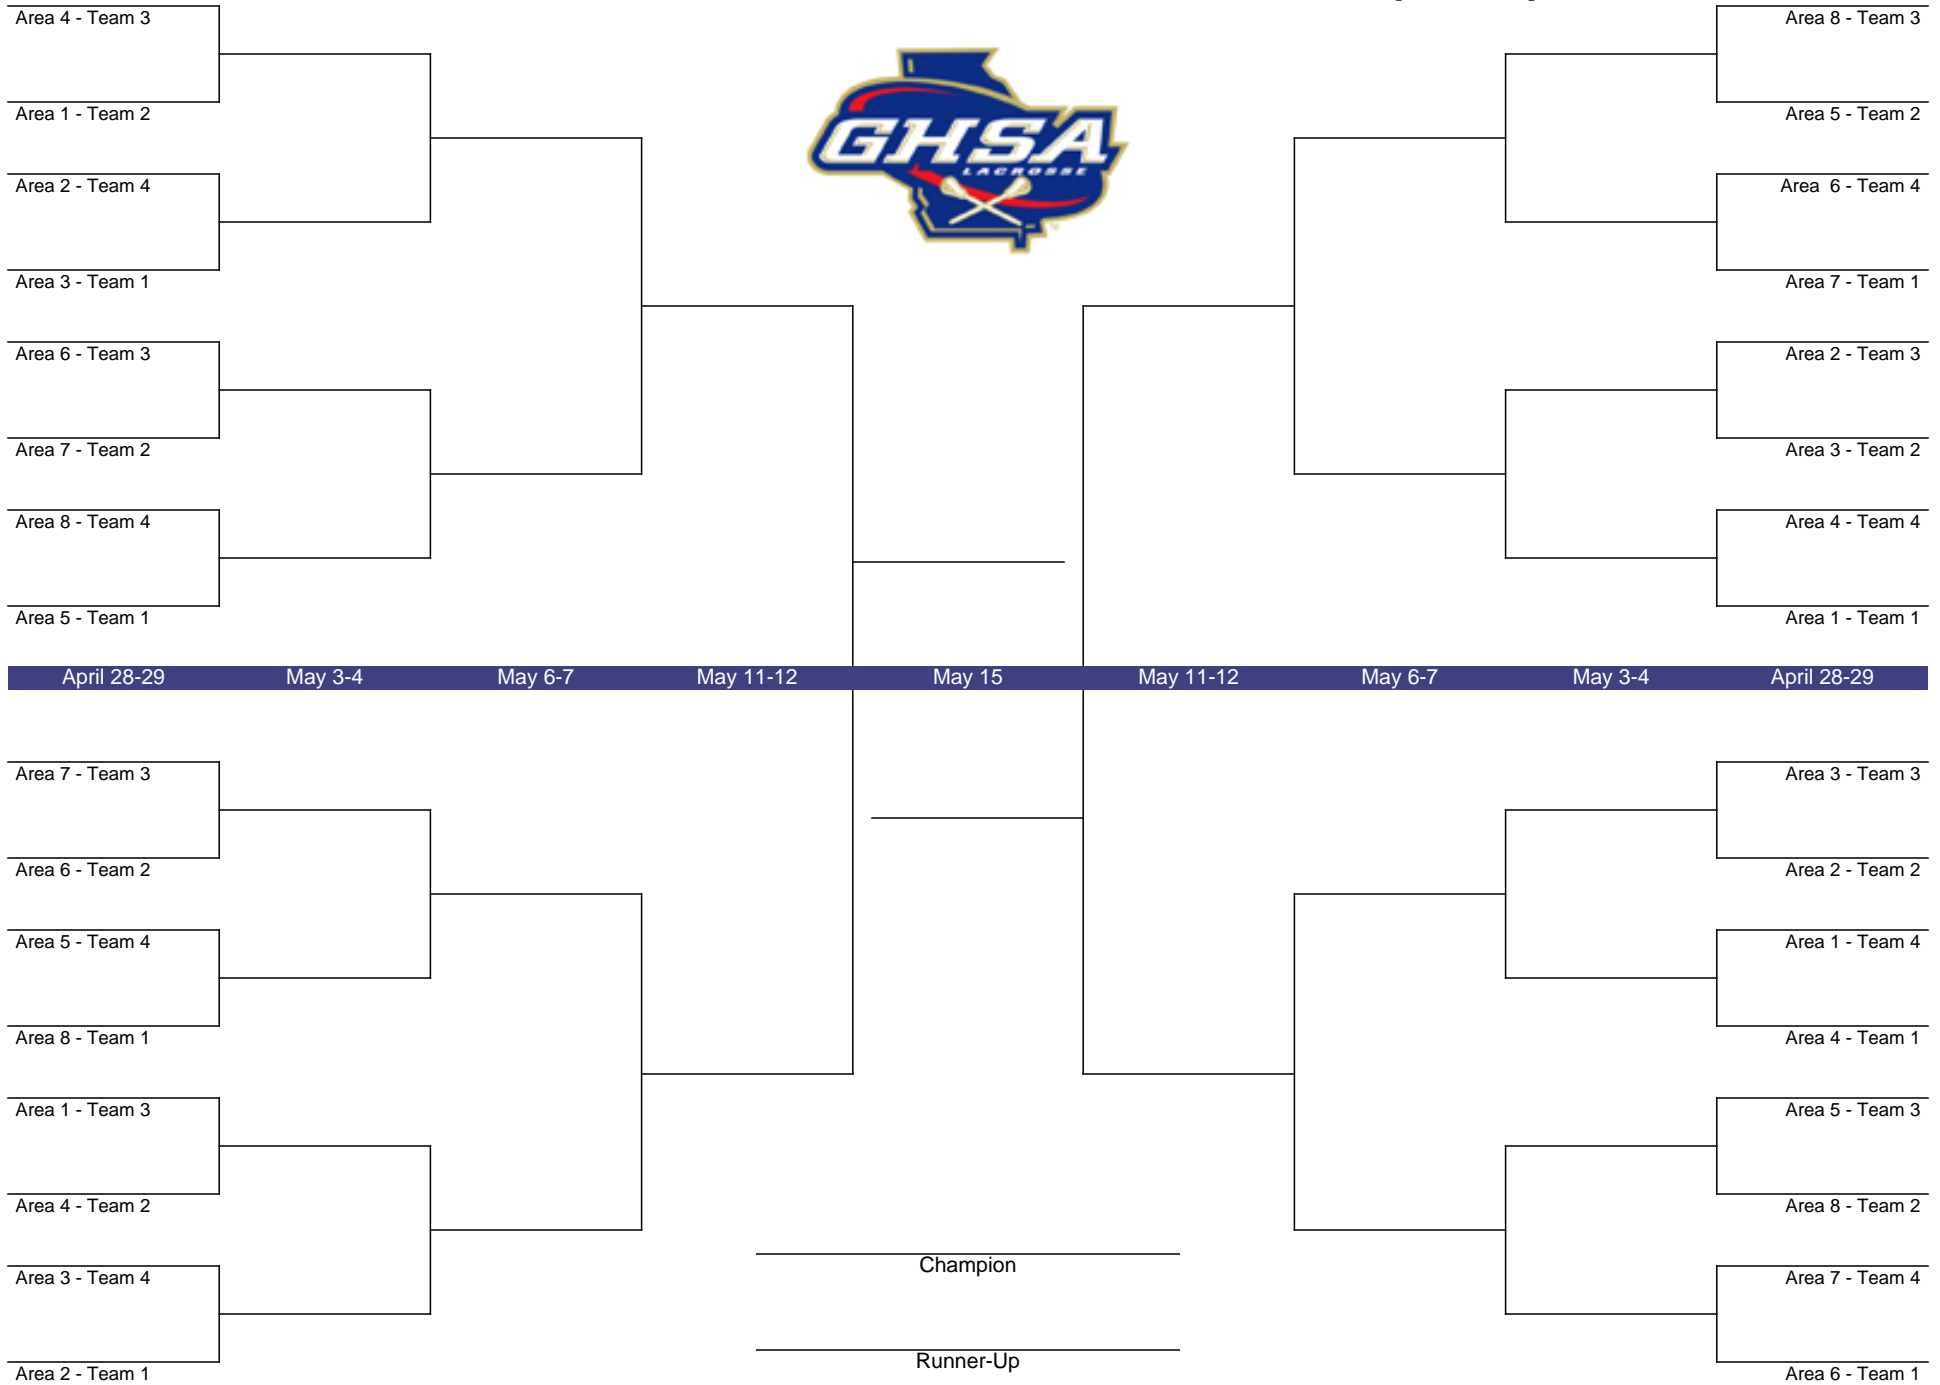 Area 4 - Team 3
Area 1 - Team 2
Area 2 - Team 4
Area 3 - Team 1
Area 6 - Team 3
Area 7 - Team 2
Area 8 - Team 4
Area 5 - Team 1
GHSA
LACROSSE
TM
Area 8 - Team 3
Area 5 - Team 2
Area  6 - Team 4
Area 7 - Team 1
Area 2 - Team 3
Area 3 - Team 2
Area 4 - Team 4
Area 1 - Team 1
April 28-29 May 3-4 May 6-7 May 11-12 May 15 May 11-12 May 6-7 May 3-4 April 28-29
Area 7 - Team 3
Area 6 - Team 2
Area 5 - Team 4
Area 8 - Team 1
Area 1 - Team 3
Area 4 - Team 2
Area 3 - Team 4
Area 2 - Team 1
Champion
Runner-Up
Area 3 - Team 3
Area 2 - Team 2
Area 1 - Team 4
Area 4 - Team 1
Area 5 - Team 3
Area 8 - Team 2
Area 7 - Team 4
Area 6 - Team 1